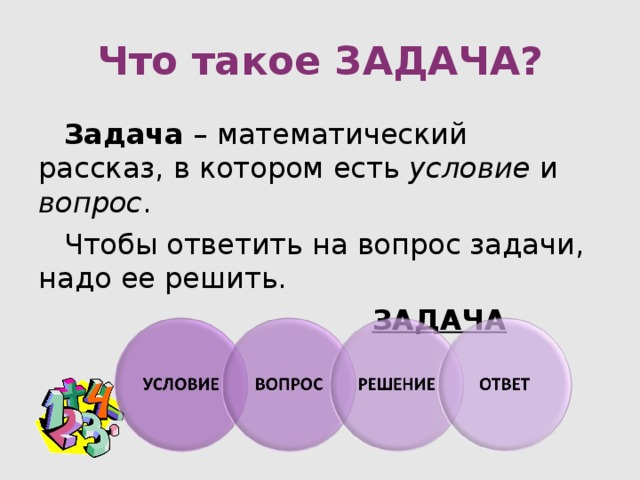 Что такое ЗАДАЧА?
Задача – математический
рассказ, в котором есть условие и
вопрос.
Чтобы ответить на вопрос задачи,
надо ее решить.
ЗАДАЧА
УСЛОВИЕ ВОПРОС РЕШЕНИЕ ОТВЕТ